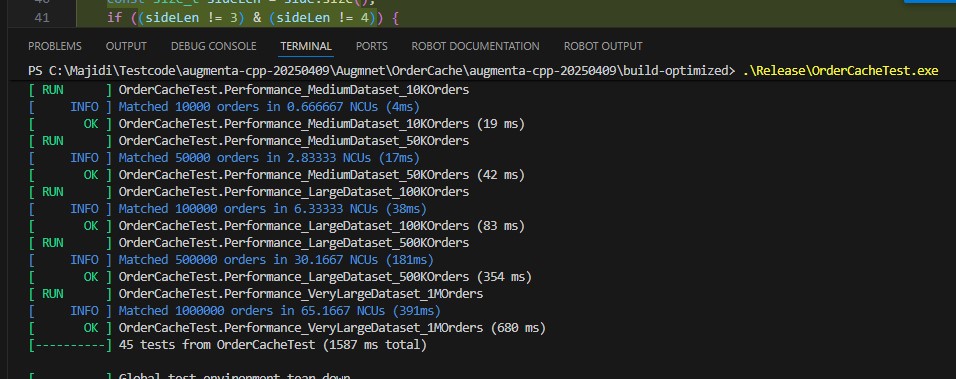 40 const size_t sideLen = side.size();
41 if ((sideLen != 3) & (sideLen != 4)) {
PROBLEMS OUTPUT DEBUG CONSOLE TERMINAL PORTS ROBOT DOCUMENTATION ROBOT OUTPUT
PS C:\Majidi\Testcode\augmenta-cpp-20250409\Augmnet\OrderCache\augmenta-cpp-20250409\build-optimized> .\Release\OrderCacheTest.exe
[ RUN      ] OrderCacheTest.Performance_MediumDataset_10KOrders
[     INFO ] Matched 10000 orders in 0.666667 NCUs (4ms)
[       OK ] OrderCacheTest.Performance_MediumDataset_10KOrders (19 ms)
[ RUN      ] OrderCacheTest.Performance_MediumDataset_50KOrders
[     INFO ] Matched 50000 orders in 2.83333 NCUs (17ms)
[       OK ] OrderCacheTest.Performance_MediumDataset_50KOrders (42 ms)
[ RUN      ] OrderCacheTest.Performance_LargeDataset_100KOrders
[     INFO ] Matched 100000 orders in 6.33333 NCUs (38ms)
[       OK ] OrderCacheTest.Performance_LargeDataset_100KOrders (83 ms)
[ RUN      ] OrderCacheTest.Performance_LargeDataset_500KOrders
[     INFO ] Matched 500000 orders in 30.1667 NCUs (181ms)
[       OK ] OrderCacheTest.Performance_LargeDataset_500KOrders (354 ms)
[ RUN      ] OrderCacheTest.Performance_VeryLargeDataset_1MOrders
[     INFO ] Matched 1000000 orders in 65.1667 NCUs (391ms)
[       OK ] OrderCacheTest.Performance_VeryLargeDataset_1MOrders (680 ms)
[----------] 45 tests from OrderCacheTest (1587 ms total)
Global test environment tear-down